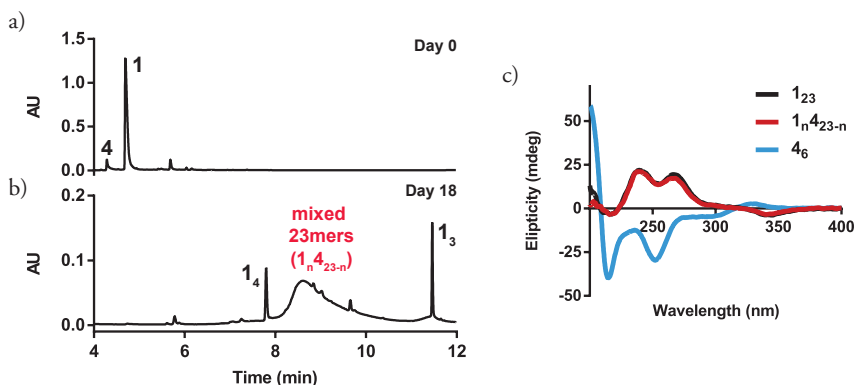 a)
1.5
1.0
0.5
0.0
AU
4
1
Day 0
b)
0.2
0.1
0.0
AU
Day 18
mixed
23mers
(1ₙ4₂₃₋ₙ)
1₄
1₃
4 6 8 10 12
Time (min)
c)
50
25
0
-25
-50
Elipticity (mdeg)
1₂₃
1ₙ4₂₃₋ₙ
4₆
250 300 350 400
Wavelength (nm)